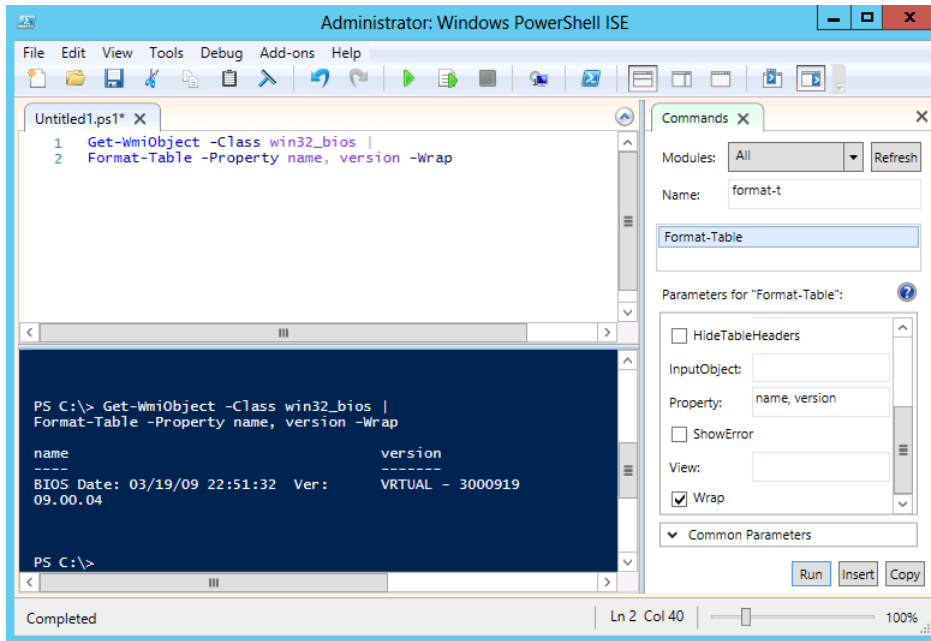 Administrator: Windows PowerShell ISE
File Edit View Tools Debug Add-ons Help
Untitled1.ps1* X
Commands X
1 Get-WmiObject -Class win32_bios |
2 Format-Table -Property name, version -Wrap
Modules: All Refresh
Name: format-t
Format-Table
Parameters for "Format-Table":
HideTableHeaders
InputObject:
Property: name, version
ShowError
View:
Wrap
Common Parameters
Run Insert Copy
PS C:\> Get-WmiObject -Class win32_bios |
Format-Table -Property name, version -Wrap
name version
---- -------
BIOS Date: 03/19/09 22:51:32 Ver: VRTUAL - 3000919
09.00.04
PS C:\>
Completed Ln 2 Col 40 100%